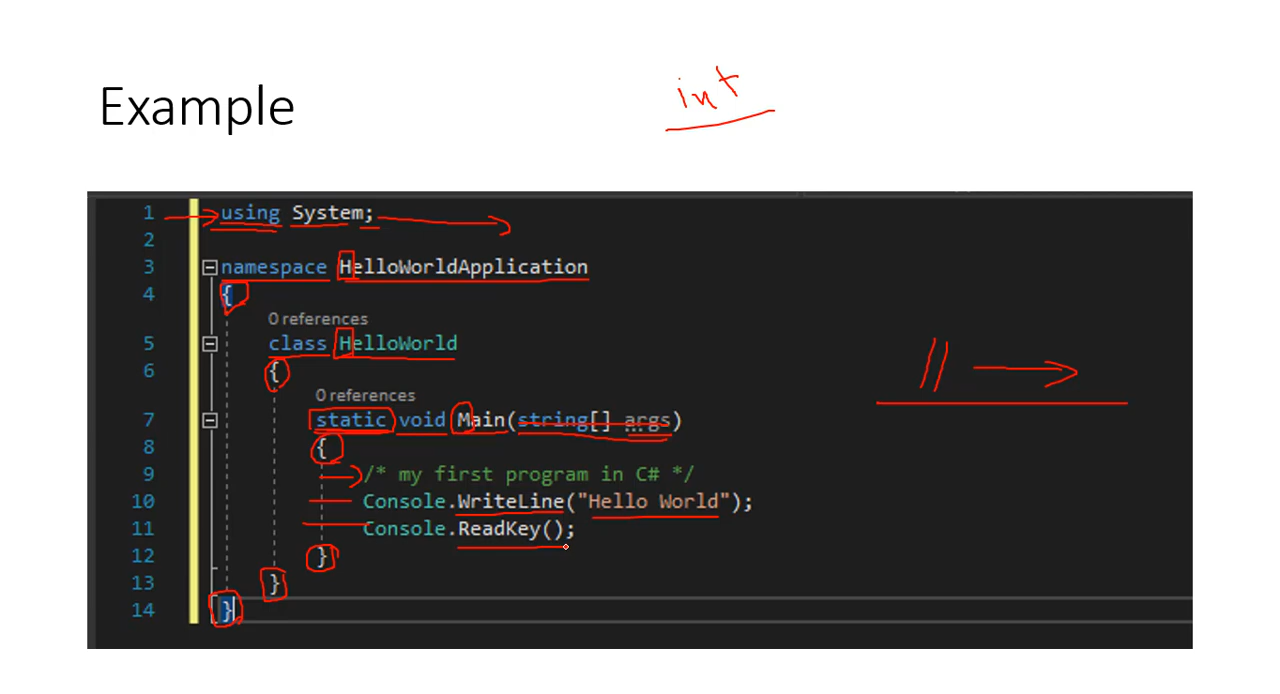 Example
int
1 using System;
2
3 namespace HelloWorldApplication
4 {
0 references
5 class HelloWorld
6 {
0 references
7 static void Main(string[] args)
8 {
9 /* my first program in C# */
10 Console.WriteLine("Hello World");
11 Console.ReadKey();
12 }
13 }
14 }
//